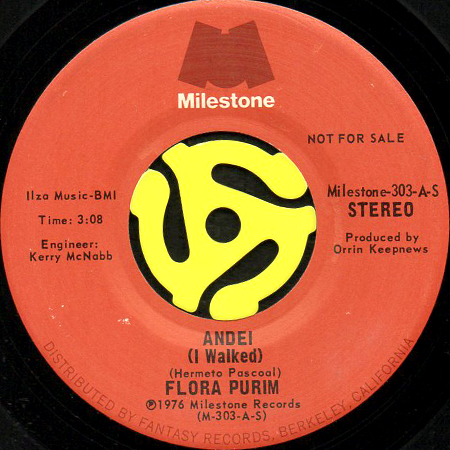 Milestone
NOT FOR SALE
Ilza Music-BMI
Time: 3:08
Engineer:
Kerry McNabb
Milestone-303-A-S
STEREO
Produced by
Orrin Keepnews
ANDEI
(I Walked)
(Hermeto Pascoal)
FLORA PURIM
℗1976 Milestone Records
(M-303-A-S)
DISTRIBUTED BY FANTASY RECORDS, BERKELEY, CALIFORNIA